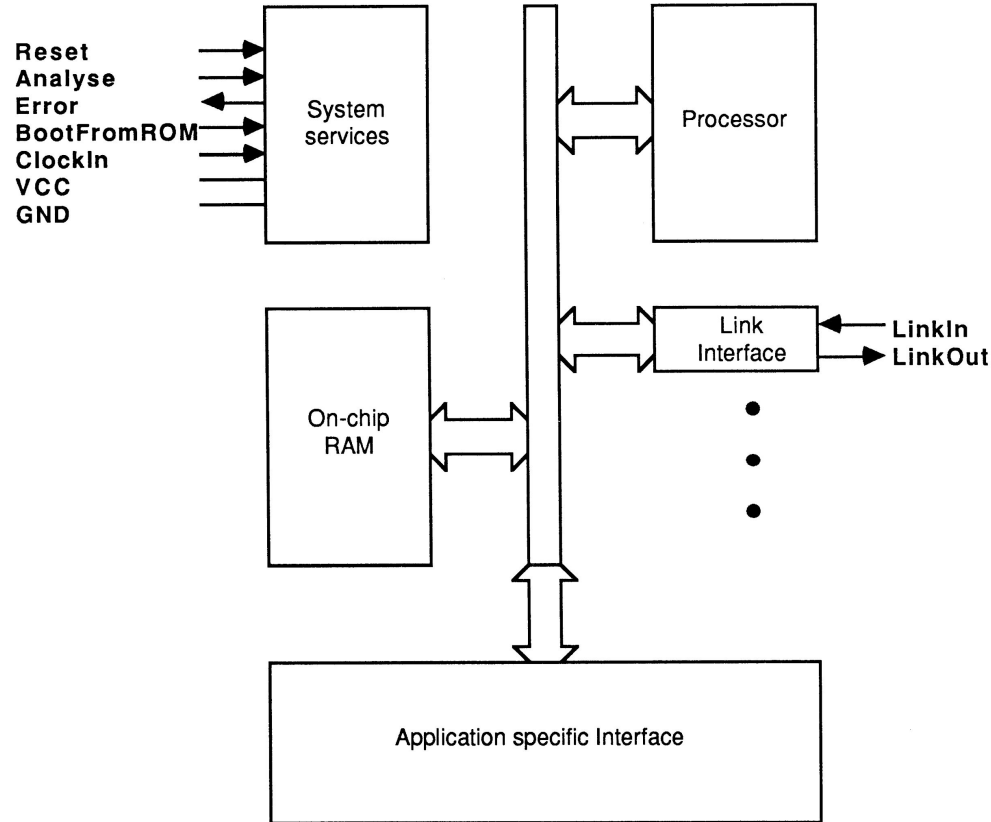 Reset
Analyse
Error
BootFromROM
ClockIn
VCC
GND
System
services
Processor
Link
Interface
LinkIn
LinkOut
On-chip
RAM
Application specific Interface